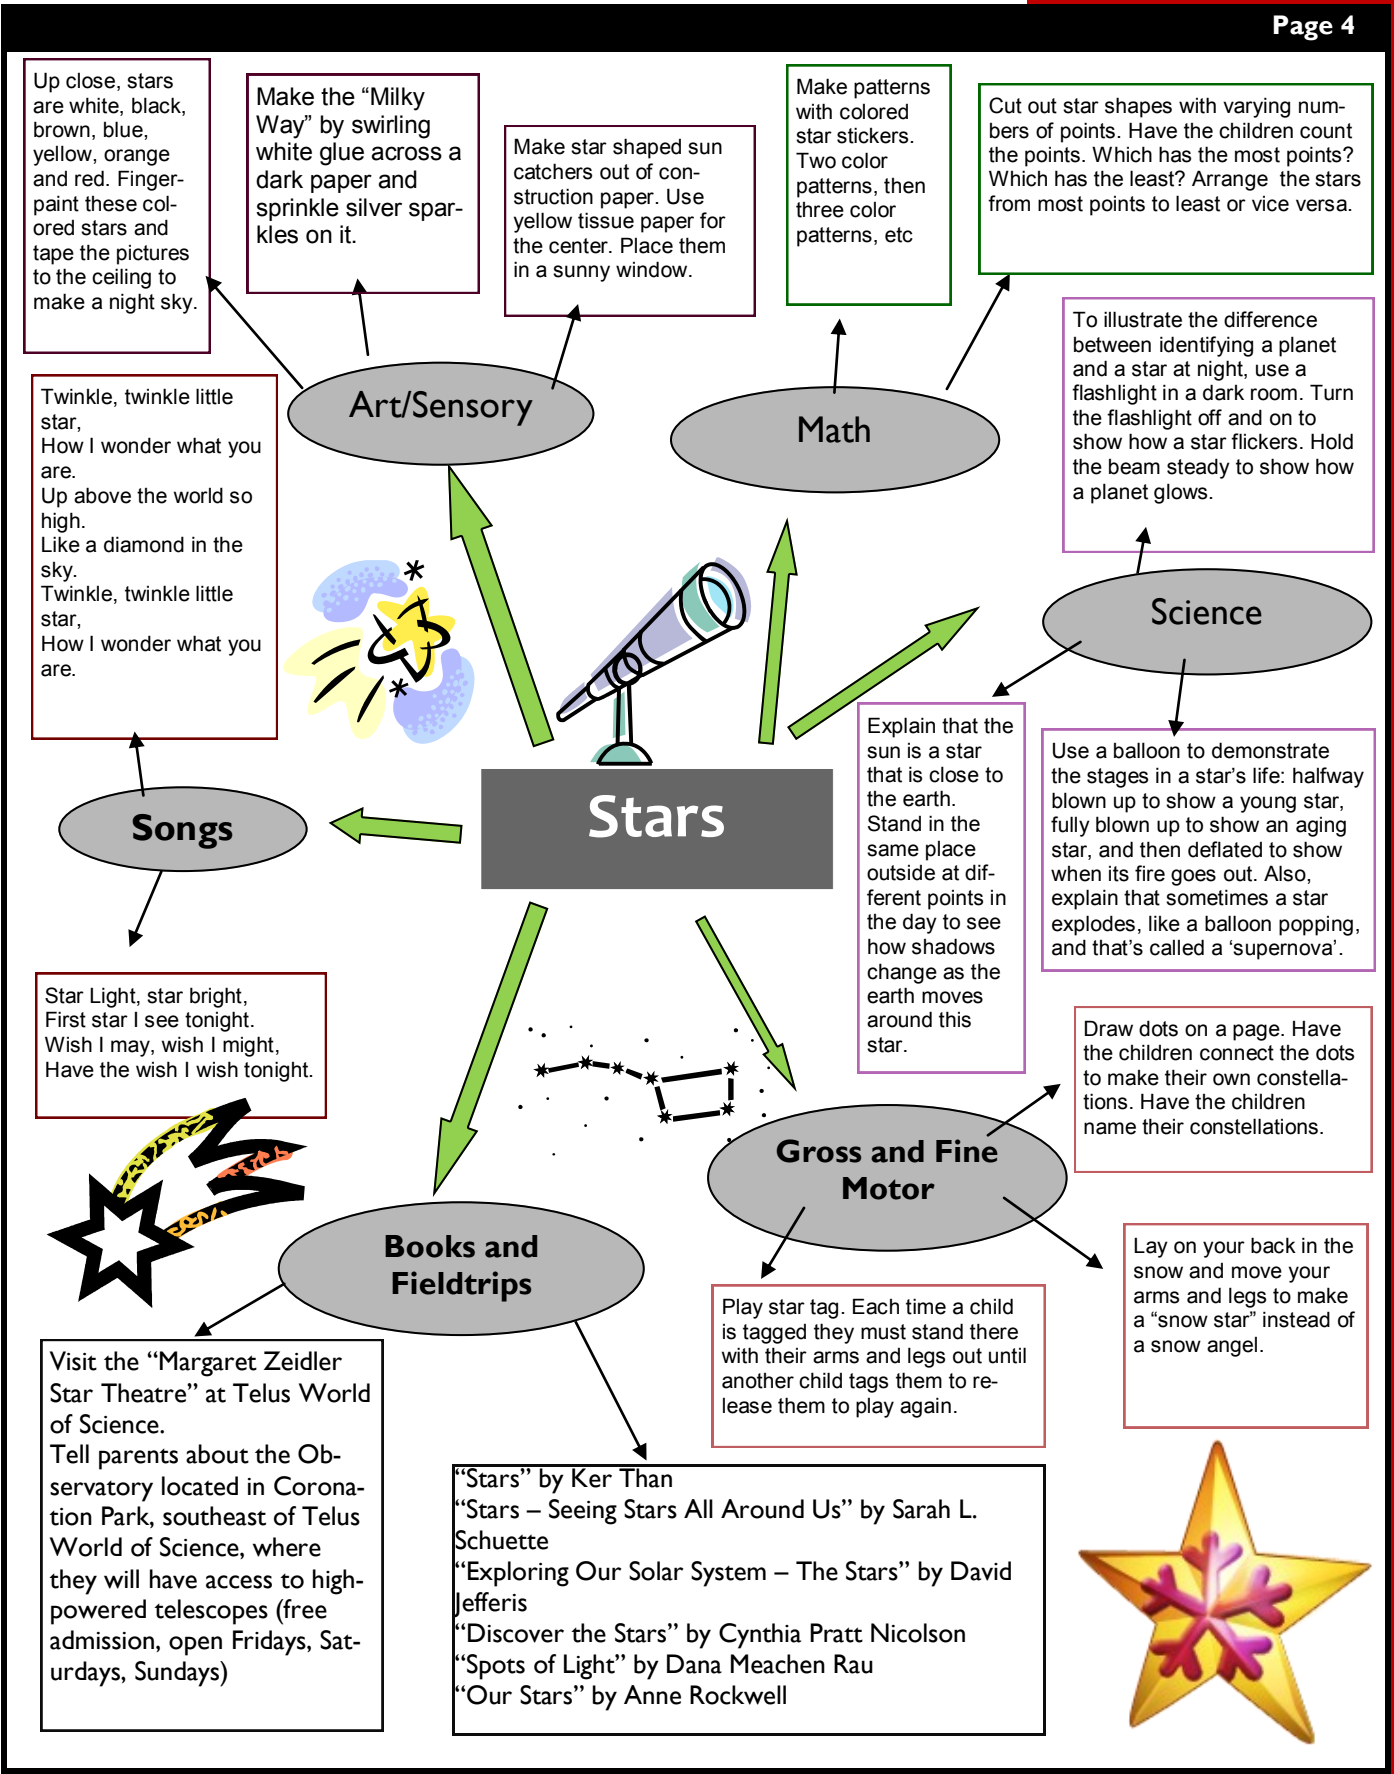 Page 4
Up close, stars
are white, black,
brown, blue,
yellow, orange
and red. Finger-
paint these col-
ored stars and
tape the pictures
to the ceiling to
make a night sky.
Make the “Milky
Way” by swirling
white glue across a
dark paper and
sprinkle silver spar-
kles on it.
Make star shaped sun
catchers out of con-
struction paper. Use
yellow tissue paper for
the center. Place them
in a sunny window.
Make patterns
with colored
star stickers.
Two color
patterns, then
three color
patterns, etc
Cut out star shapes with varying num-
bers of points. Have the children count
the points. Which has the most points?
Which has the least? Arrange the stars
from most points to least or vice versa.
To illustrate the difference
between identifying a planet
and a star at night, use a
flashlight in a dark room. Turn
the flashlight off and on to
show how a star flickers. Hold
the beam steady to show how
a planet glows.
Art/Sensory
Math
Twinkle, twinkle little
star,
How I wonder what you
are.
Up above the world so
high.
Like a diamond in the
sky.
Twinkle, twinkle little
star,
How I wonder what you
are.
Science
Explain that the
sun is a star
that is close to
the earth.
Stand in the
same place
outside at dif-
ferent points in
the day to see
how shadows
change as the
earth moves
around this
star.
Use a balloon to demonstrate
the stages in a star’s life: halfway
blown up to show a young star,
fully blown up to show an aging
star, and then deflated to show
when its fire goes out. Also,
explain that sometimes a star
explodes, like a balloon popping,
and that’s called a ‘supernova’.
Stars
Songs
Star Light, star bright,
First star I see tonight.
Wish I may, wish I might,
Have the wish I wish tonight.
Draw dots on a page. Have
the children connect the dots
to make their own constella-
tions. Have the children
name their constellations.
Gross and Fine
Motor
Books and
Fieldtrips
Lay on your back in the
snow and move your
arms and legs to make
a “snow star” instead of
a snow angel.
Play star tag. Each time a child
is tagged they must stand there
with their arms and legs out until
another child tags them to re-
lease them to play again.
Visit the “Margaret Zeidler
Star Theatre” at Telus World
of Science.
Tell parents about the Ob-
servatory located in Corona-
tion Park, southeast of Telus
World of Science, where
they will have access to high-
powered telescopes (free
admission, open Fridays, Sat-
urdays, Sundays)
“Stars” by Ker Than
“Stars – Seeing Stars All Around Us” by Sarah L.
Schuette
“Exploring Our Solar System – The Stars” by David
Jefferis
“Discover the Stars” by Cynthia Pratt Nicolson
“Spots of Light” by Dana Meachen Rau
“Our Stars” by Anne Rockwell